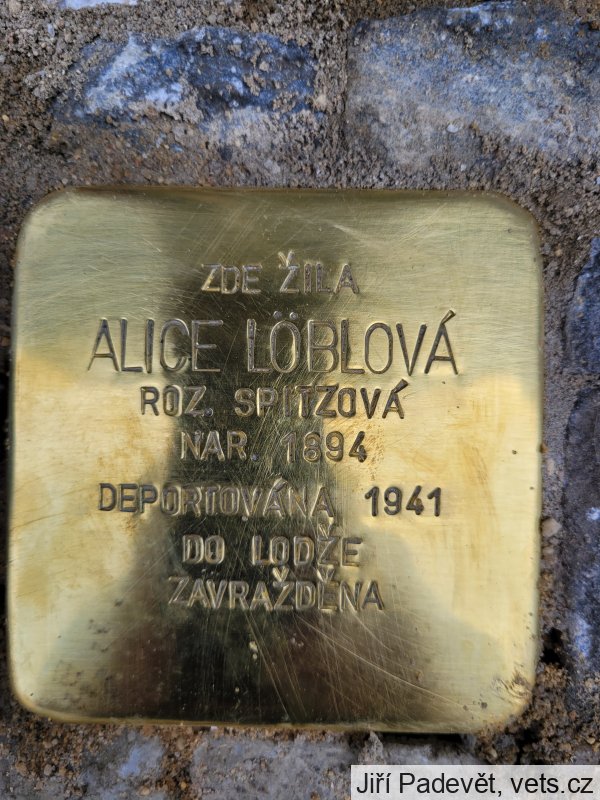 ZDE ŽILA
ALICE LÖBLOVÁ
ROZ. SPITZOVÁ
NAR. 1894
DEPORTOVÁNA 1941
DO LODŽE
ZAVRAŽDĚNA
Jiří Padevět, vets.cz